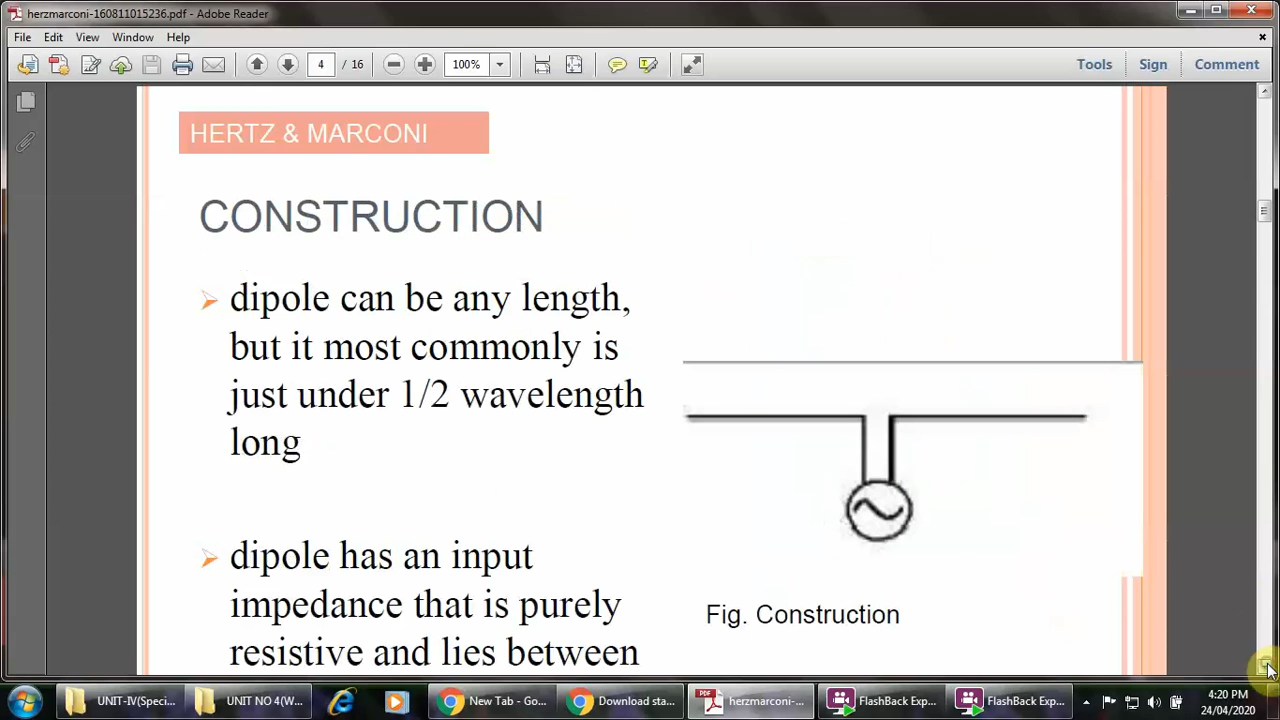 herzmarconi-160811015236.pdf - Adobe Reader
File Edit View Window Help
4 / 16 100% Tools Sign Comment
HERTZ & MARCONI
CONSTRUCTION
dipole can be any length,
but it most commonly is
just under 1/2 wavelength
long
dipole has an input
impedance that is purely
resistive and lies between
Fig. Construction
UNIT-IV(Speci... UNIT NO 4(W... New Tab - Go... Download sta... herzmarconi-... FlashBack Exp... FlashBack Exp... 4:20 PM
24/04/2020